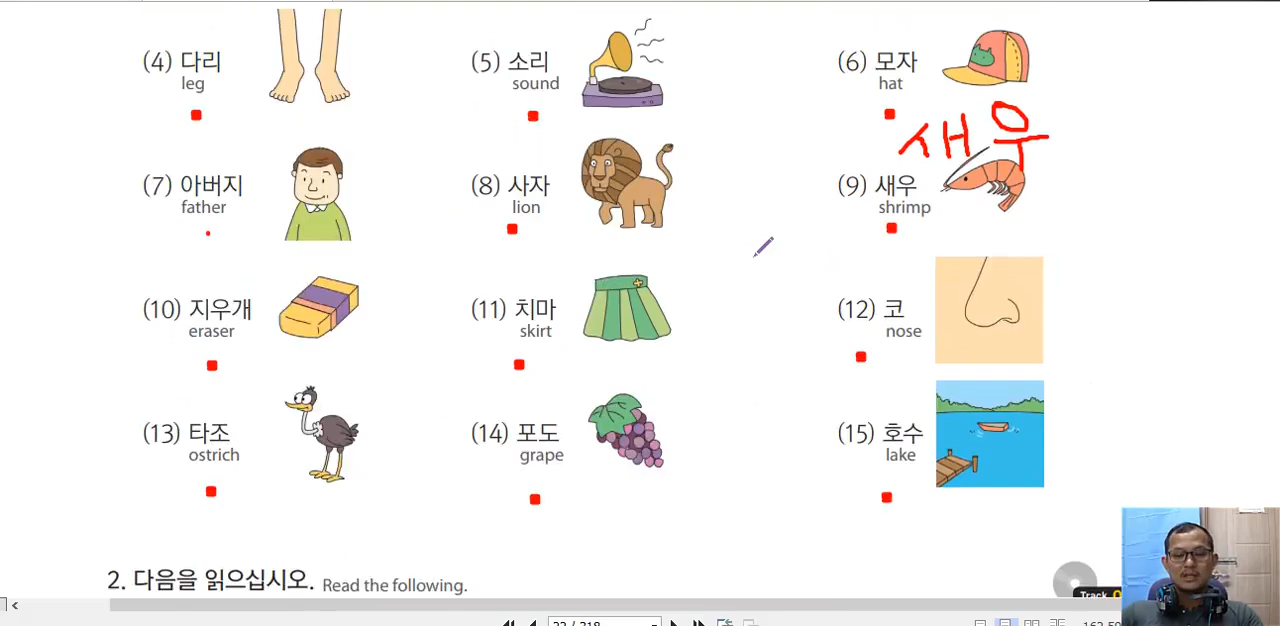 (4) 다리 (5) 소리 (6) 모자
leg sound hat
새우
(7) 아버지 (8) 사자 (9) 새우
father lion shrimp
(10) 지우개 (11) 치마 (12) 코
eraser skirt nose
(13) 타조 (14) 포도 (15) 호수
ostrich grape lake
2. 다음을 읽으십시오. Read the following.
Track